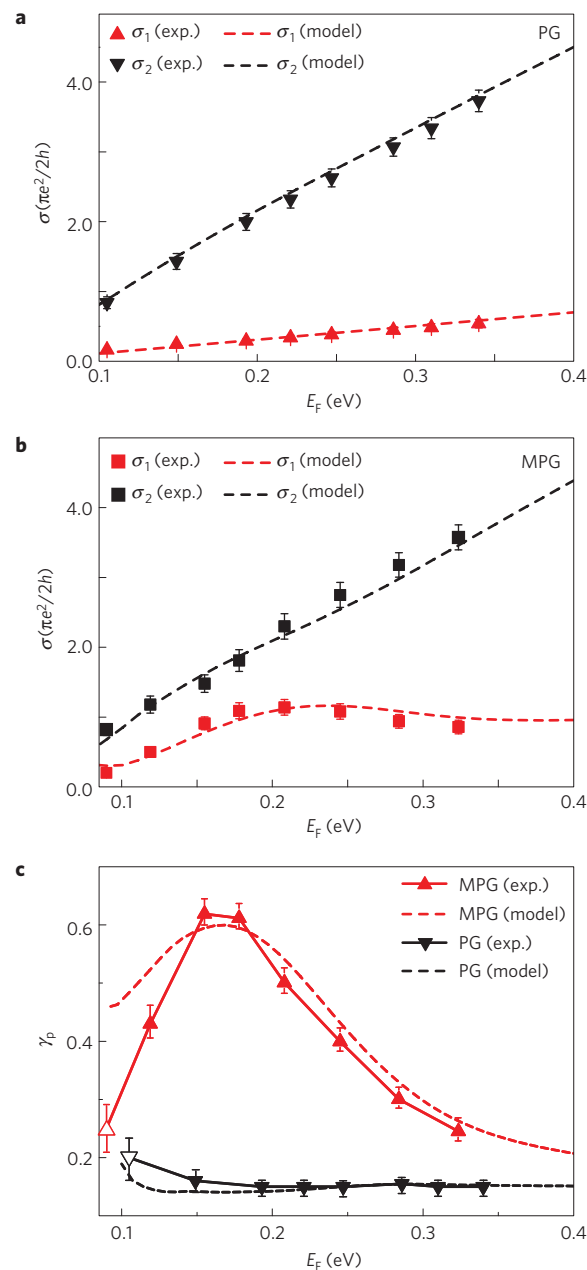 a
σ1 (exp.) σ1 (model) PG
σ2 (exp.) σ2 (model)
4.0
2.0
0.0
σ(πe²/2h)
0.1 0.2 0.3 0.4
EF (eV)
b
σ1 (exp.) σ1 (model) MPG
σ2 (exp.) σ2 (model)
4.0
2.0
0.0
σ(πe²/2h)
0.1 0.2 0.3 0.4
EF (eV)
c
MPG (exp.)
MPG (model)
PG (exp.)
PG (model)
0.6
0.4
0.2
γp
0.1 0.2 0.3 0.4
EF (eV)